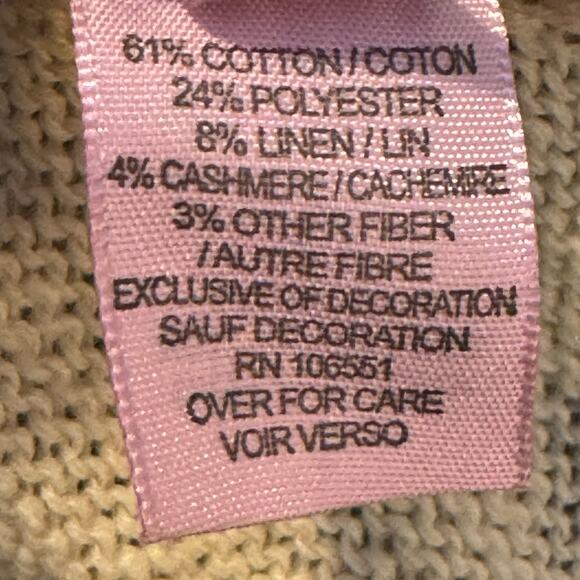 61% COTTON / COTON
24% POLYESTER
8% LINEN / LIN
4% CASHMERE / CACHEMIRE
3% OTHER FIBER
/ AUTRE FIBRE
EXCLUSIVE OF DECORATION
SAUF DECORATION
RN 106551
OVER FOR CARE
VOIR VERSO